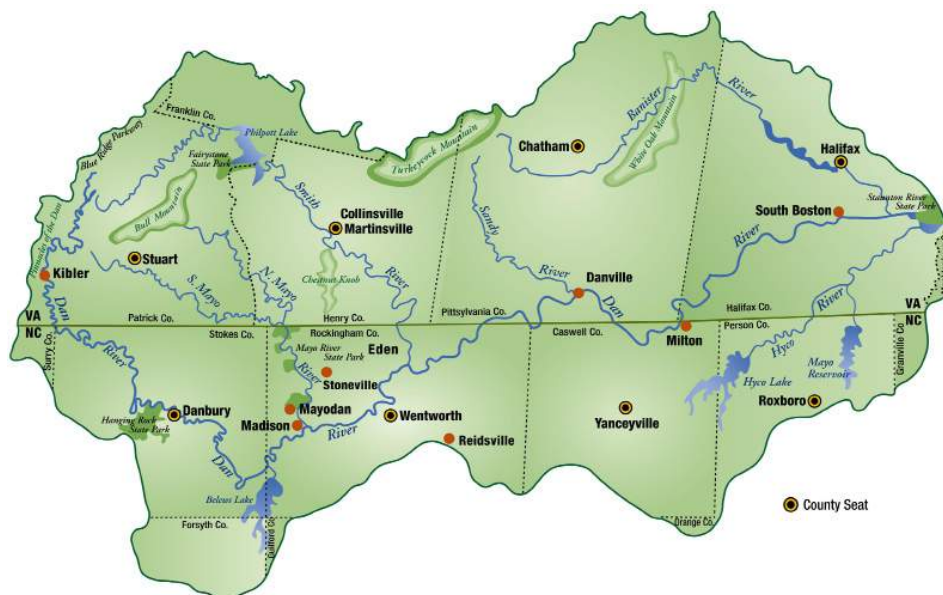 Franklin Co.
Blue Ridge Parkway
Philpott Lake
Fairystone
State Park
Turkeycock Mountain
Chatham
Banister
River
White Oak Mountain
Halifax
Staunton River
State Park
South Boston
River
Bull Mountain
Smith
Collinsville
Martinsville
River
Sandy
River
Pinnacles of the Dan
Stuart
Kibler
S. Mayo
N. Mayo
Chestnut Knob
Danville
Dan
River
VA
NC
Patrick Co.
Henry Co.
Pittsylvania Co.
Halifax Co.
VA
NC
Stokes Co.
Rockingham Co.
Caswell Co.
Person Co.
Surry Co.
Granville Co
Dan
River
Mayo River
State Park
River
Eden
Stoneville
Milton
Hyco
Hyco Lake
Mayo
Reservoir
Roxboro
Hanging Rock
State Park
Danbury
Mayodan
Madison
River
Wentworth
Reidsville
Yanceyville
Dan
Belews Lake
Forsyth Co.
Guilford Co
Orange Co.
County Seat